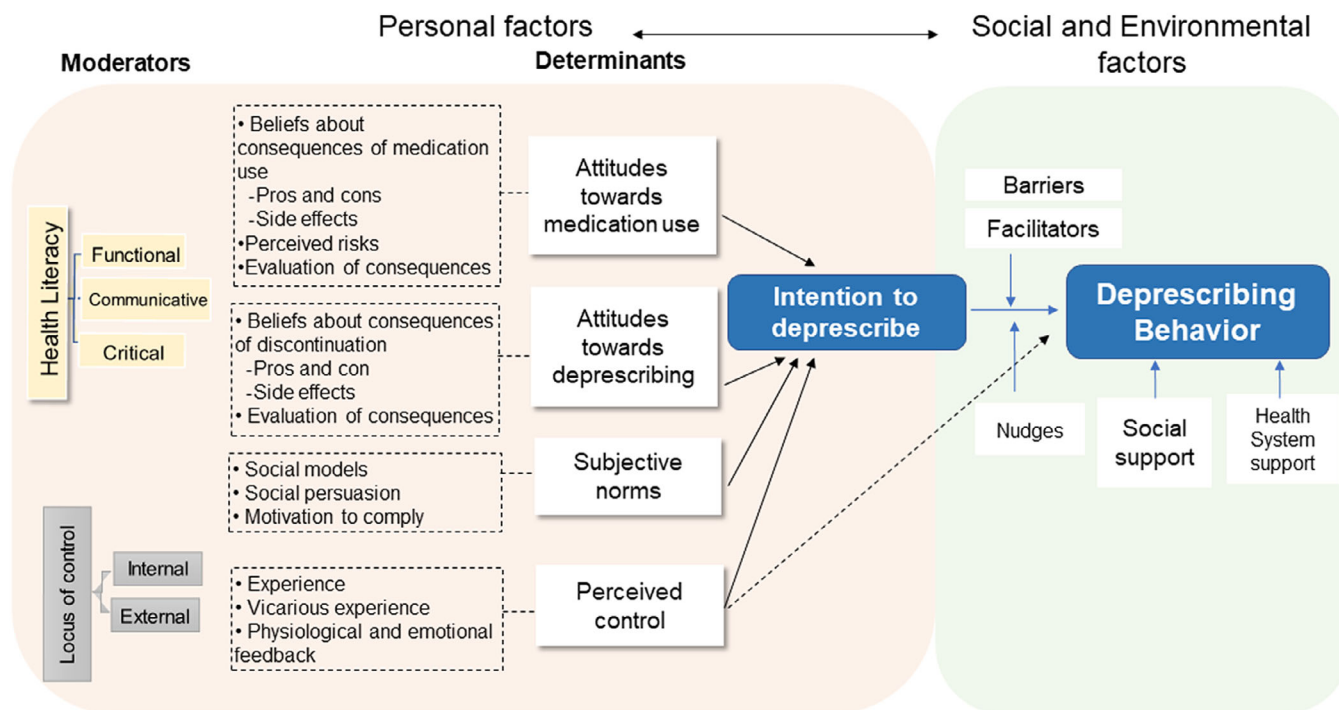 Personal factors
Social and Environmental
factors
Moderators
Determinants
Health Literacy
Functional
Communicative
Critical
Locus of control
Internal
External
• Beliefs about
consequences of medication
use
-Pros and cons
-Side effects
•Perceived risks
•Evaluation of consequences
• Beliefs about consequences
of discontinuation
-Pros and con
-Side effects
• Evaluation of consequences
• Social models
• Social persuasion
• Motivation to comply
• Experience
• Vicarious experience
• Physiological and emotional
feedback
Attitudes
towards
medication use
Attitudes
towards
deprescribing
Subjective
norms
Perceived
control
Intention to
deprescribe
Barriers
Facilitators
Deprescribing
Behavior
Nudges
Social
support
Health
System
support